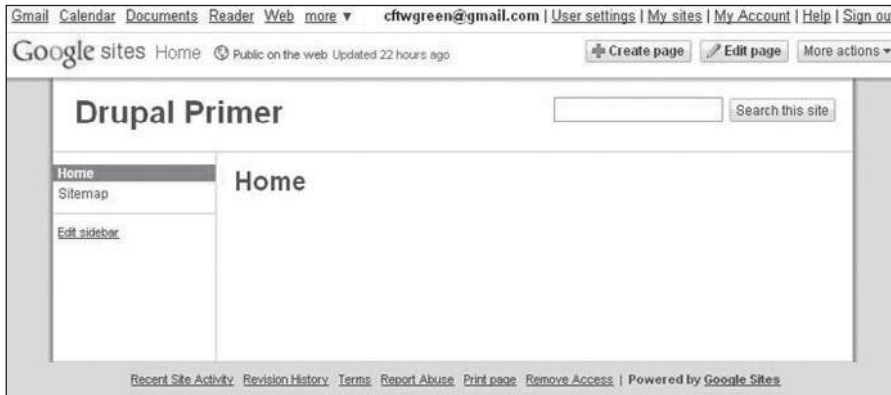 Gmail Calendar Documents Reader Web more ▼ cftwgreen@gmail.com | User settings | My sites | My Account | Help | Sign ou
Google sites Home Public on the web Updated 22 hours ago Create page Edit page More actions ▾
Drupal Primer Search this site
Home
Sitemap
Edit sidebar
Home
Recent Site Activity Revision History Terms Report Abuse Print page Remove Access | Powered by Google Sites